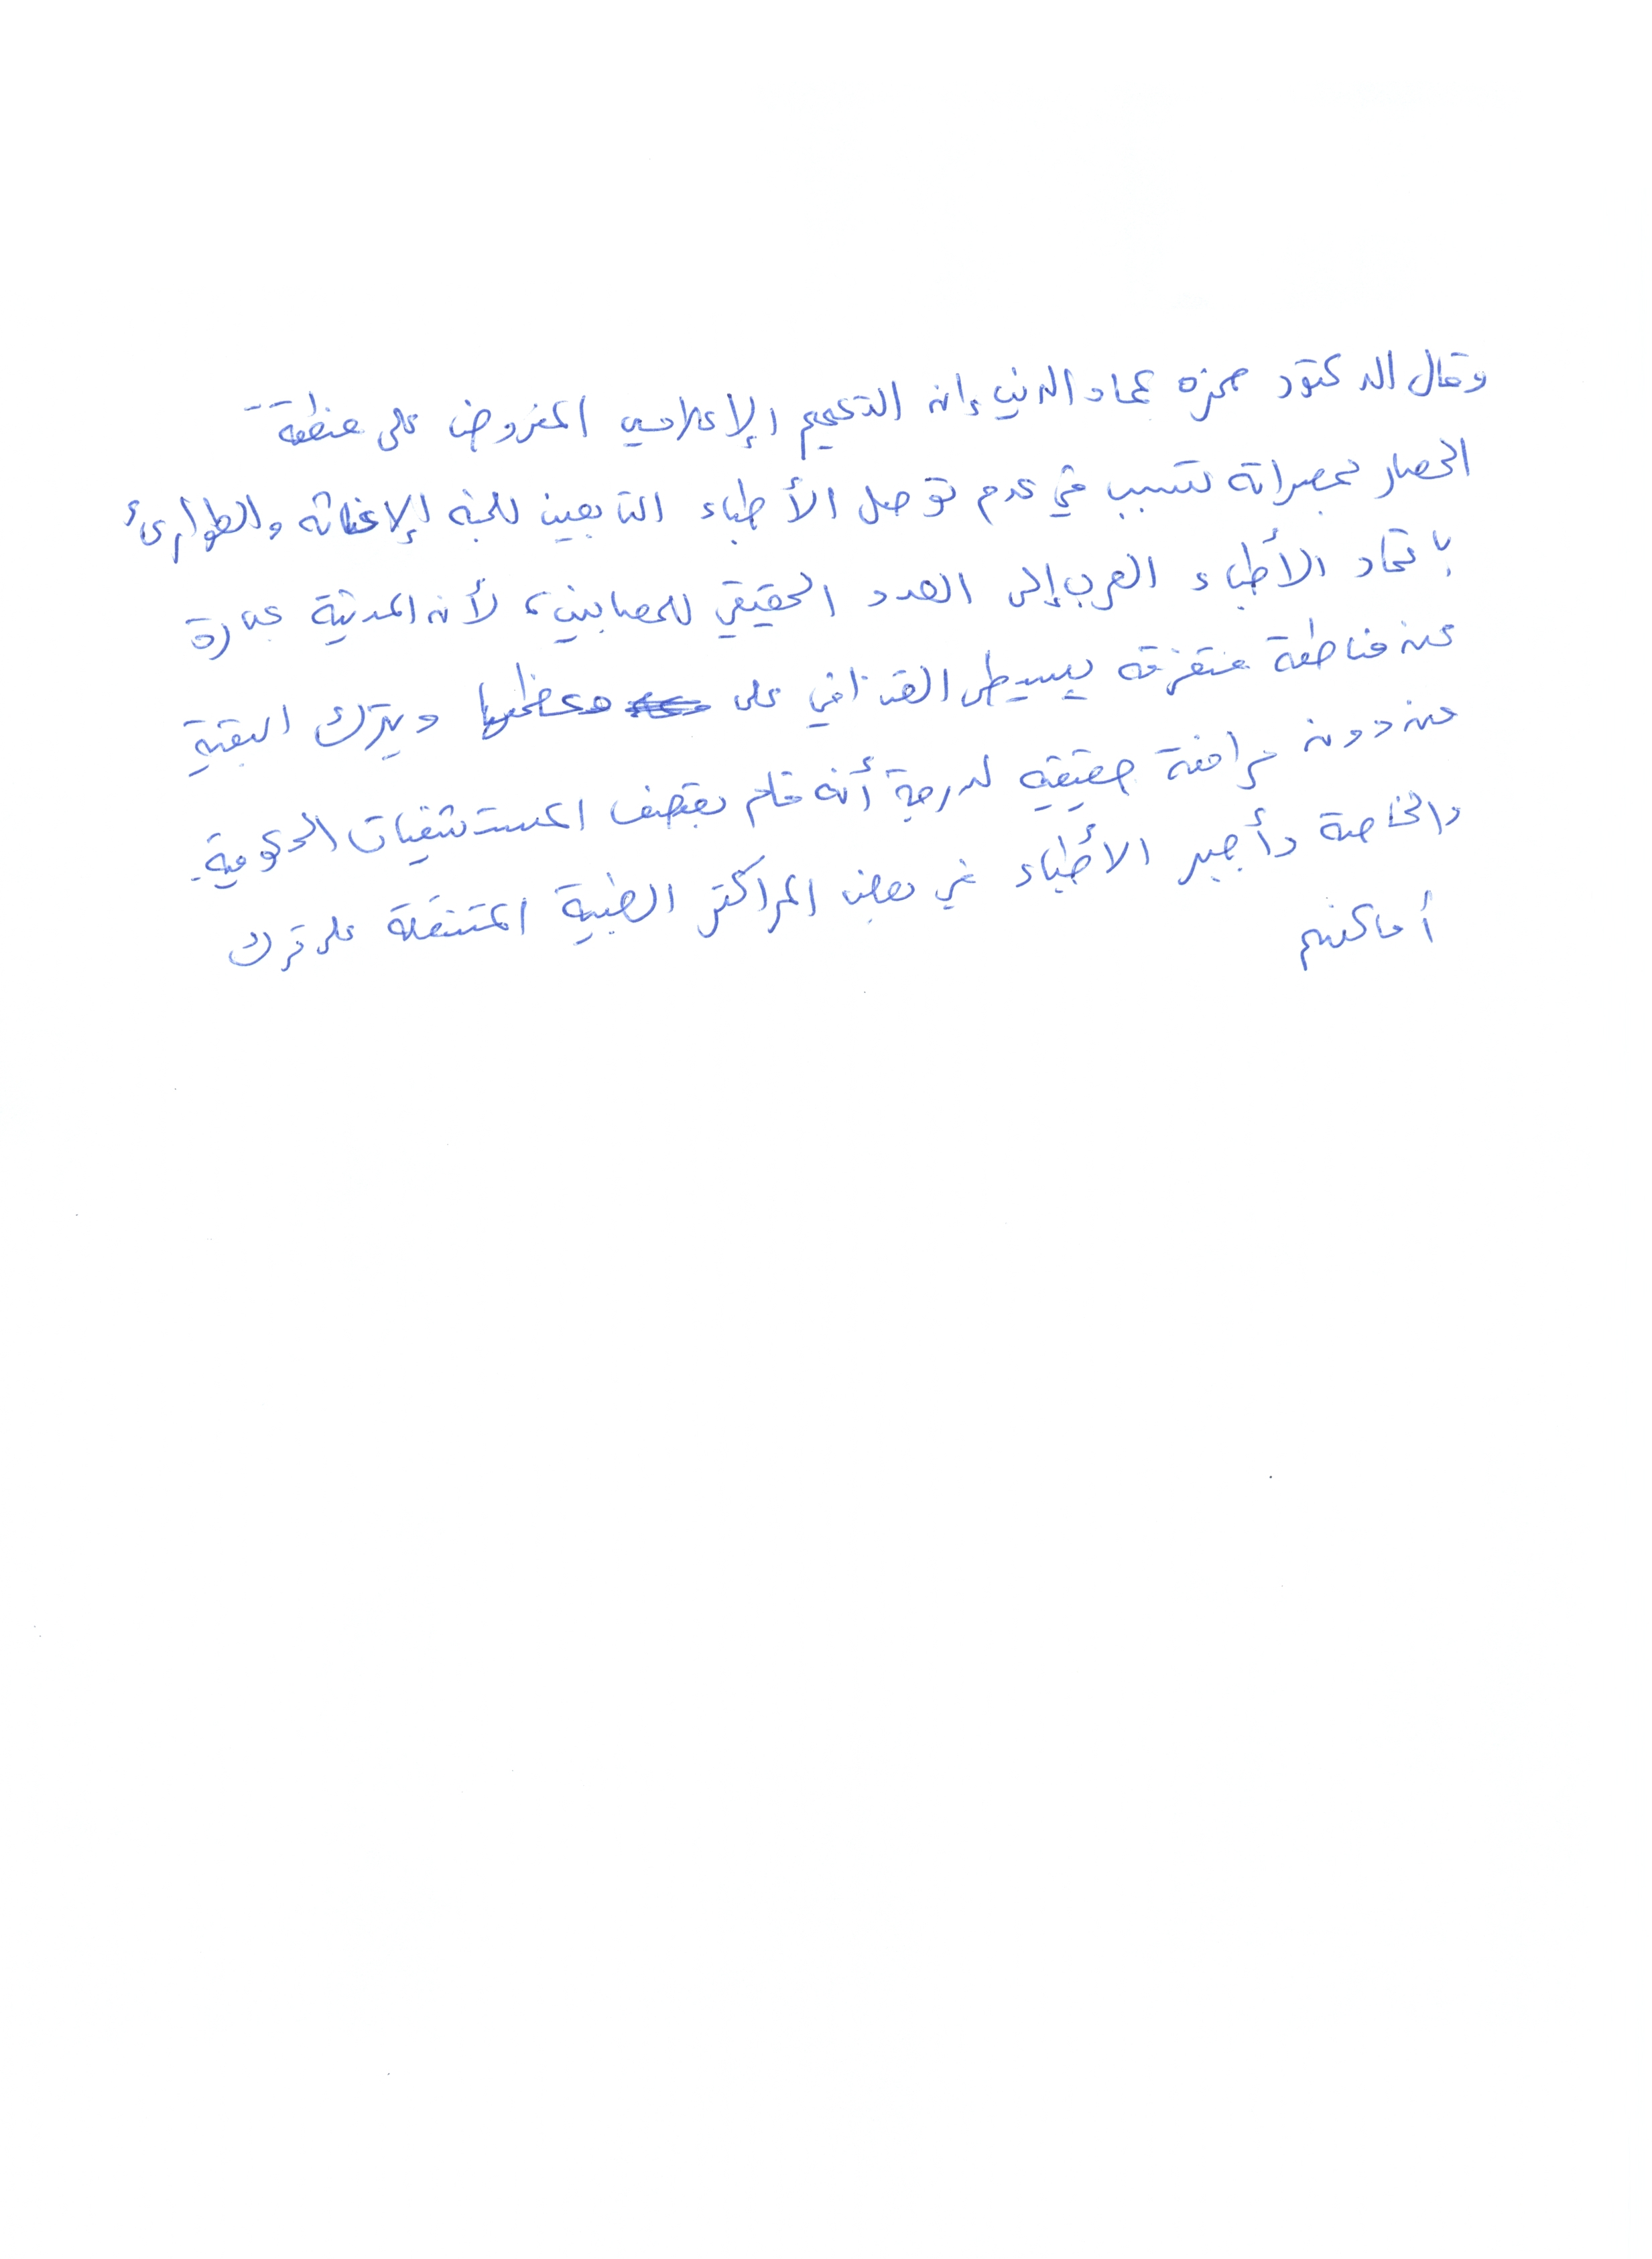 وقال الدكتور حمزه عماد الدين إن التعتيم الإعلامي المفروض على منطقة
الحصار بمصراتة تسبب في عدم توصل الأطباء التابعين للجنة الإغاثة والطوارئ
باتحاد الأطباء العرب إلى العدد الحقيقي للمصابين، لأن المدينة عبارة
عن مناطق متفرقة يسيطر القذافي على معظمها ويترك البقية
من دون مرافق حقيقية لدرجة أنه قام بقصف المستشفيات الحكومية
والخاصة وأجبر الأطباء في بعض المراكز الطبية المتنقلة على ترك
أماكنهم